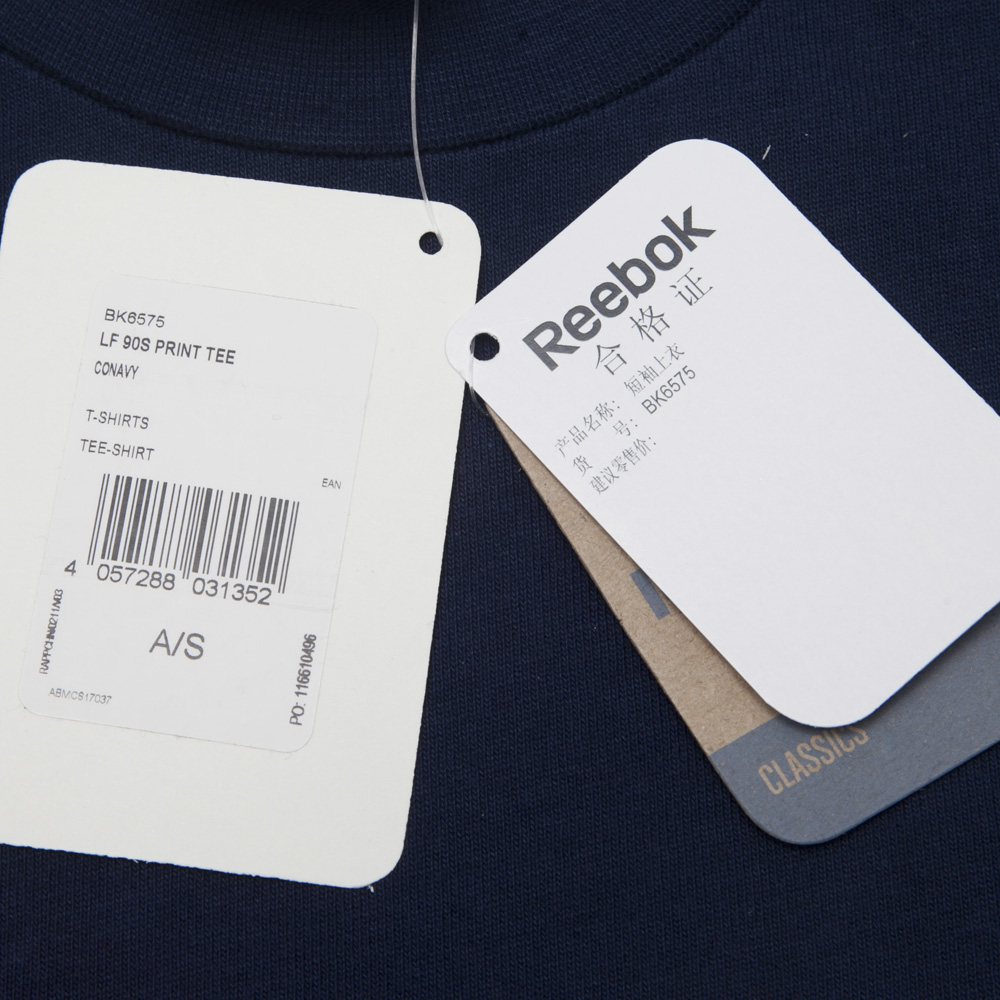 BK6575
LF 90S PRINT TEE
CONAVY
T-SHIRTS
TEE-SHIRT
EAN
4 057288 031352
A/S
PO: 116610496
ABMCS17037
Reebok
合格证
产品名称: 短袖上衣
货 号: BK6575
建议零售价:
CLASSICS